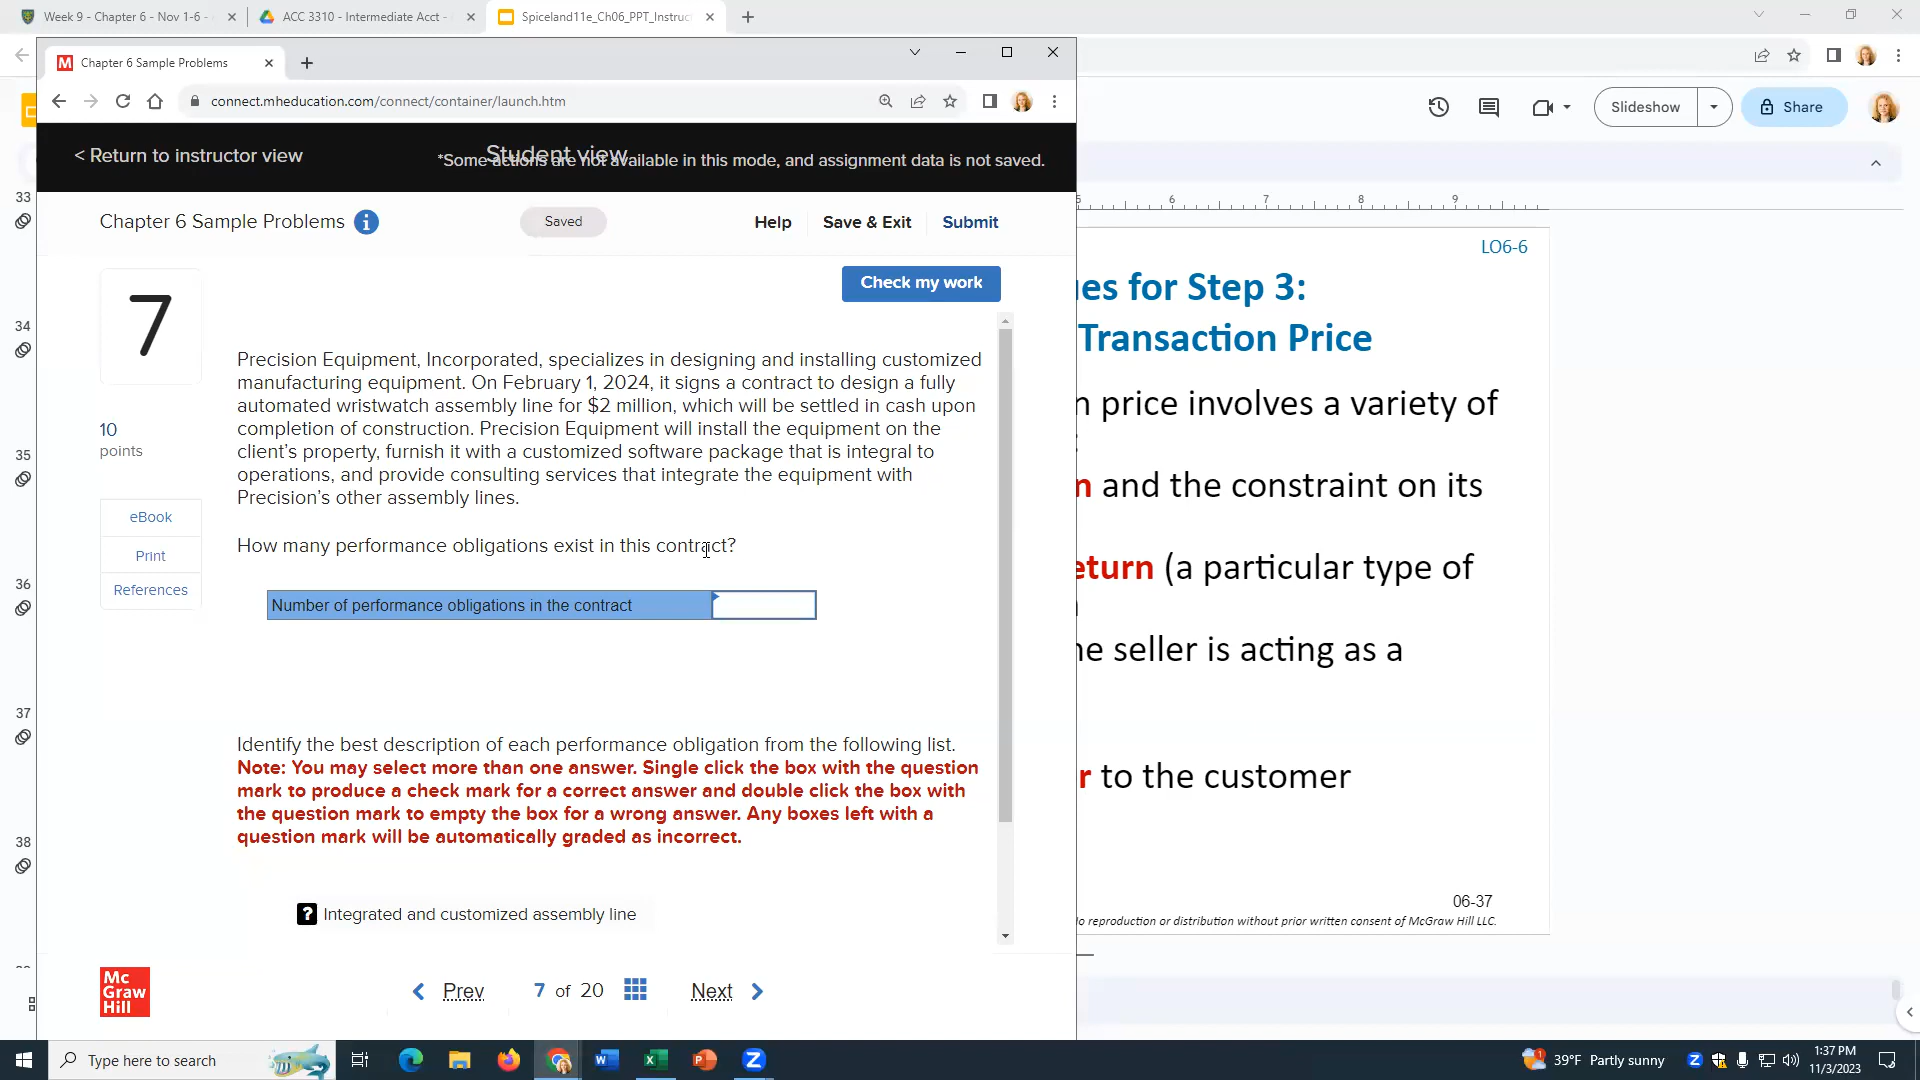 Week 9 - Chapter 6 - Nov 1-6 -
ACC 3310 - Intermediate Acct -
Spiceland11e_Ch06_PPT_Instruc
Chapter 6 Sample Problems
connect.mheducation.com/connect/container/launch.htm
Slideshow
Share
< Return to instructor view
Student view
*Some actions are not available in this mode, and assignment data is not saved.
Chapter 6 Sample Problems
Saved
Help
Save & Exit
Submit
Check my work
7
10
points
eBook
Print
References
Precision Equipment, Incorporated, specializes in designing and installing customized
manufacturing equipment. On February 1, 2024, it signs a contract to design a fully
automated wristwatch assembly line for $2 million, which will be settled in cash upon
completion of construction. Precision Equipment will install the equipment on the
client's property, furnish it with a customized software package that is integral to
operations, and provide consulting services that integrate the equipment with
Precision's other assembly lines.
How many performance obligations exist in this contract?
Number of performance obligations in the contract
Identify the best description of each performance obligation from the following list.
Note: You may select more than one answer. Single click the box with the question
mark to produce a check mark for a correct answer and double click the box with
the question mark to empty the box for a wrong answer. Any boxes left with a
question mark will be automatically graded as incorrect.
? Integrated and customized assembly line
Mc
Graw
Hill
Prev
7 of 20
Next
33
34
35
36
37
38
7
8
9
LO6-6
ues for Step 3:
Transaction Price
n price involves a variety of
n and the constraint on its
eturn (a particular type of
he seller is acting as a
r to the customer
06-37
No reproduction or distribution without prior written consent of McGraw Hill LLC.
Type here to search
39°F Partly sunny
1:37 PM
11/3/2023